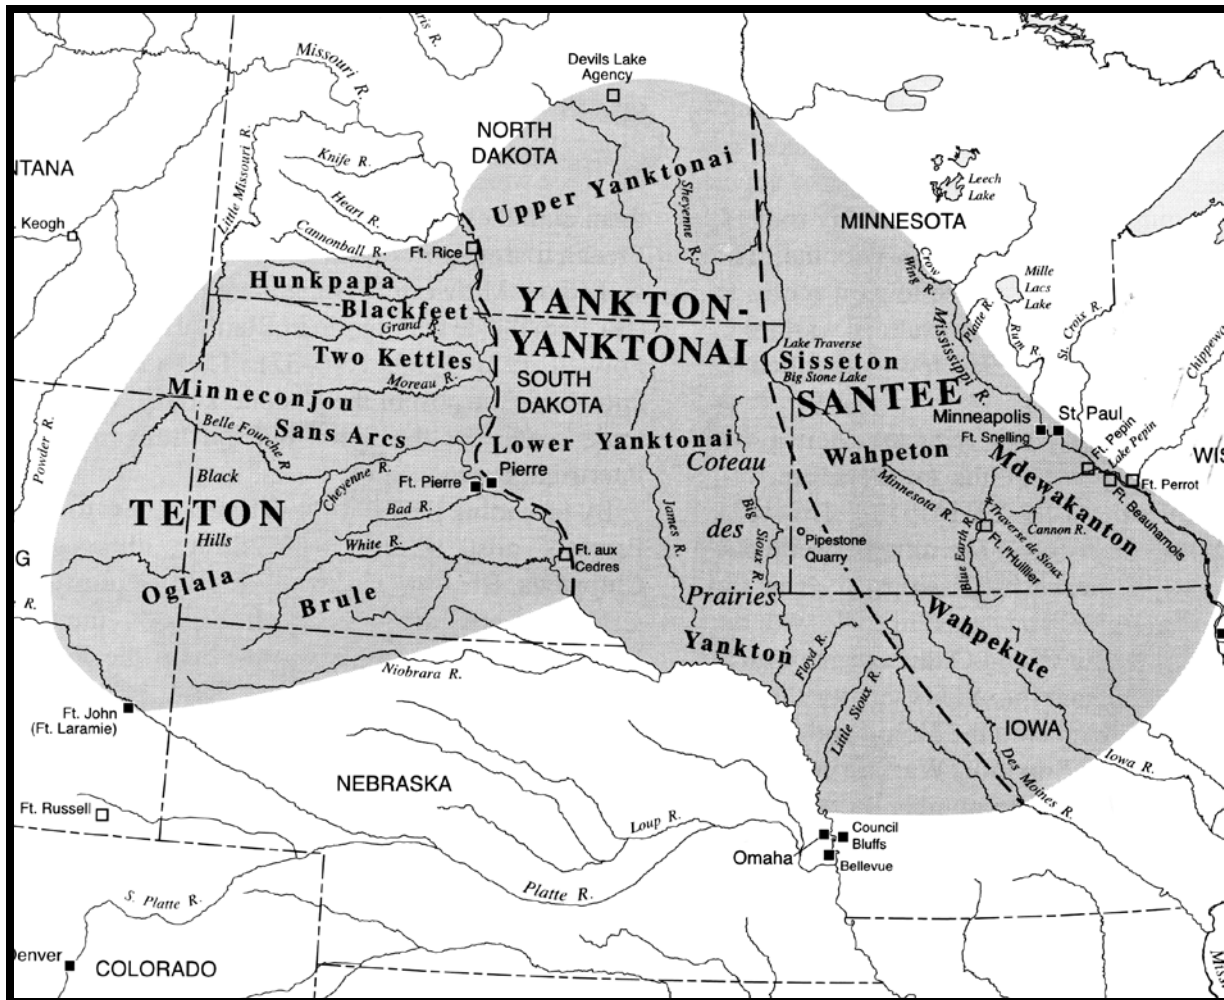 Missouri R.
ris R.
Devils Lake
Agency
NORTH
DAKOTA
NTANA
Knife R.
Little Missouri R.
Heart R.
Upper Yanktonai
Sheyenne R.
Leech
Lake
MINNESOTA
. Keogh
Cannonball R.
Ft. Rice
Crow
Wing R.
Mille
Lacs
Lake
Hunkpapa
Blackfeet
Grand R.
YANKTON-
YANKTONAI
Platte R.
Rum R.
St. Croix R.
Chippewa
Mississippi R.
Two Kettles
Lake Traverse
Sisseton
Big Stone Lake
Moreau R.
SOUTH
DAKOTA
Minneconjou
SANTEE
Minneapolis
St. Paul
Ft. Snelling
Powder R.
Belle Fourche R
Sans Arcs
Lower Yanktonai
Wahpeton
Ft. Pepin
Lake Pepin
WIS
Black
Cheyenne R.
Pierre
Ft. Pierre
Coteau
Mdewakanton
Ft. Perrot
Ft. Beauharnois
TETON
Hills
Bad R.
James R.
des
Big
Sioux R.
Minnesota R.
Traverse de Sioux
Cannon R.
White R.
Pipestone
Quarry
Blue Earth R.
Ft. l'Huillier
G
Ft. aux
Cedres
Oglala
Brule
Prairies
R.
Wahpekute
Yankton
Floyd R.
Niobrara R.
Little Sioux R.
Ft. John
(Ft. Laramie)
IOWA
Iowa R.
Des Moines R.
NEBRASKA
Ft. Russell
Loup R.
Council
Bluffs
Omaha
Bellevue
Platte R.
S. Platte R.
Denver
COLORADO
Miss